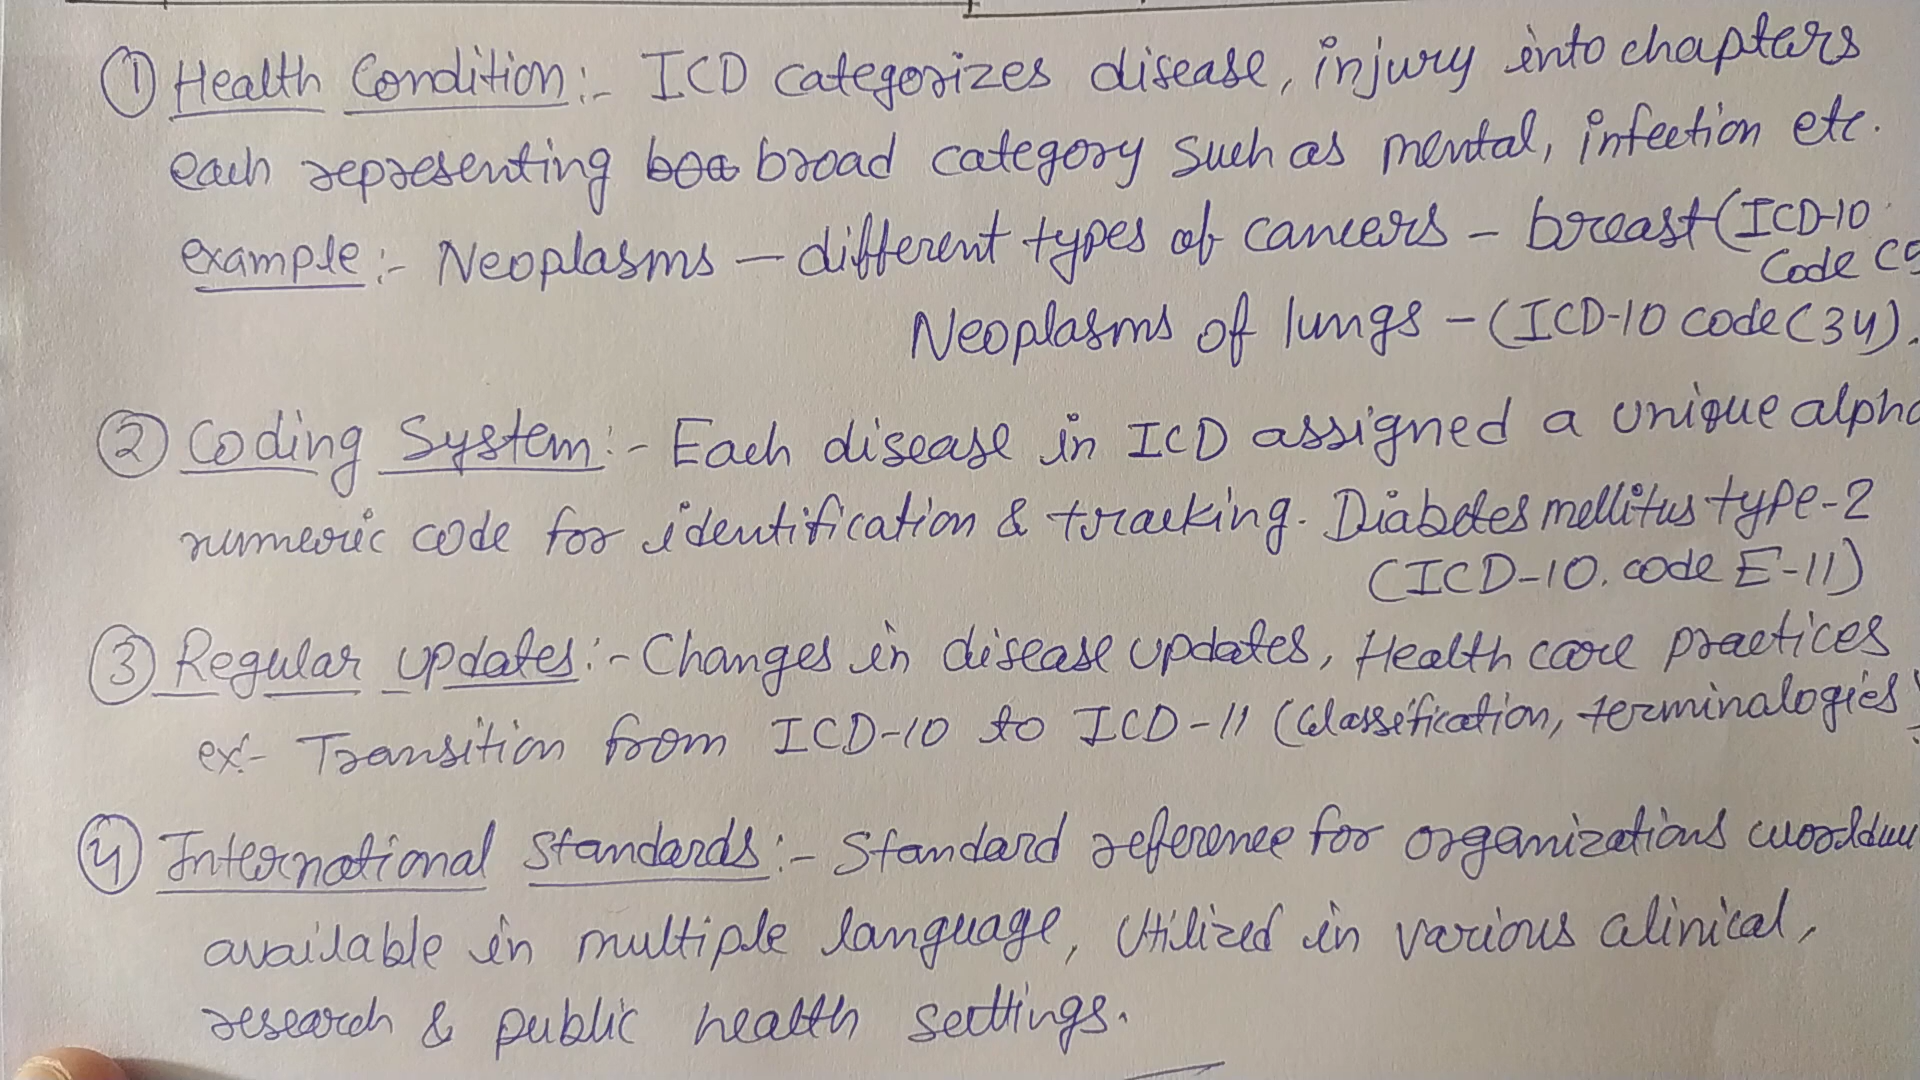 ① Health Condition:- ICD categorizes disease, injury into chapters
each representing broad category such as mental, infection etc.
example:- Neoplasms – different types of cancers – breast (ICD-10
Code C
Neoplasms of lungs – (ICD-10 code C34).
② Coding System:- Each disease in ICD assigned a unique alpha
numeric code for identification & tracking. Diabetes mellitus type-2
(ICD-10. code E-11)
③ Regular updates:- Changes in disease updates, Health care practices
ex:- Transition from ICD-10 to ICD-11 (Classification, terminalogies)
④ International Standards:- Standard reference for organizations
available in multiple language, Utilized in various clinical,
research & public health settings.